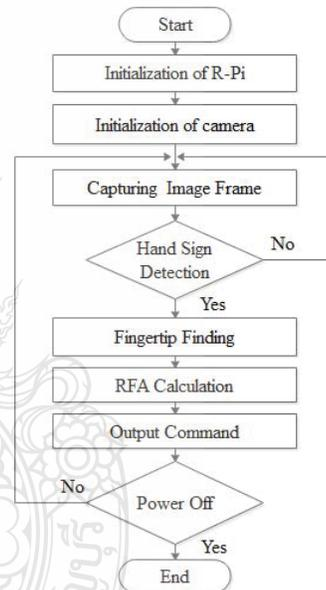 Start
Initialization of R-Pi
Initialization of camera
Capturing Image Frame
Hand Sign
Detection
No
Yes
Fingertip Finding
RFA Calculation
Output Command
No
Power Off
Yes
End